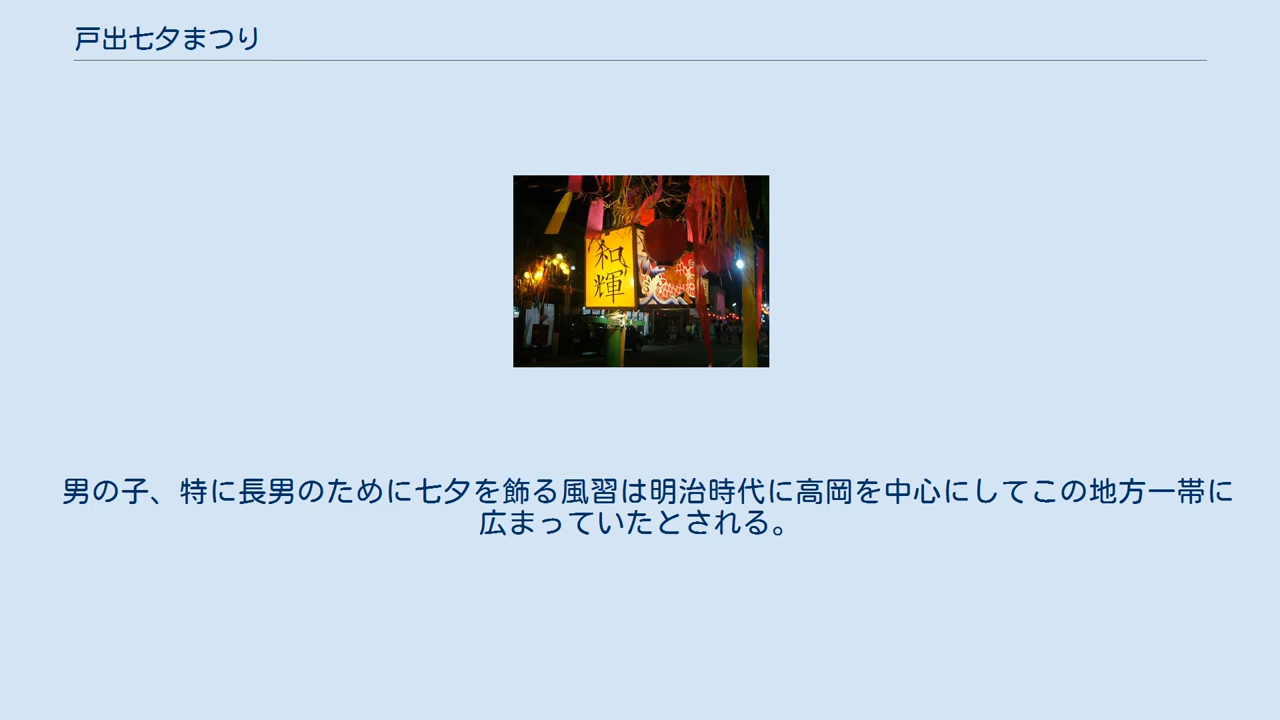 戸出七夕まつり
和輝
男の子、特に長男のために七夕を飾る風習は明治時代に高岡を中心にしてこの地方一帯に
広まっていたとされる。